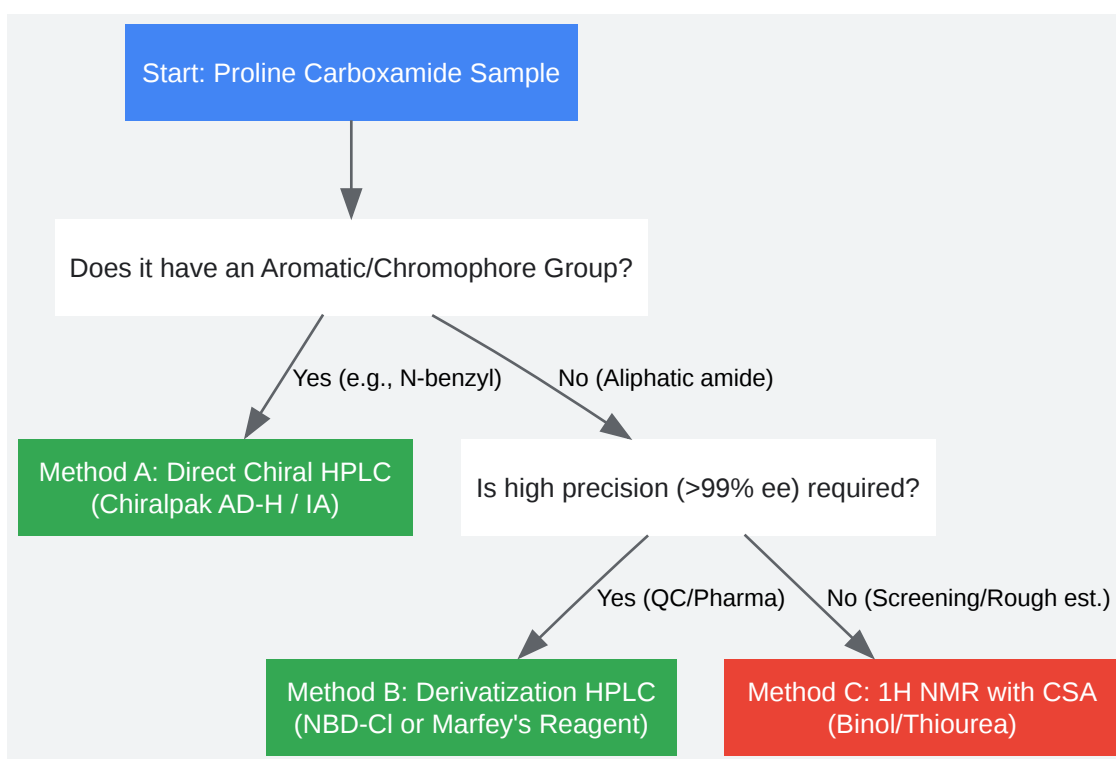 Start: Proline Carboxamide Sample
Does it have an Aromatic/Chromophore Group?
Yes (e.g., N-benzyl)
No (Aliphatic amide)
Method A: Direct Chiral HPLC
(Chiralpak AD-H / IA)
Is high precision (>99% ee) required?
Yes (QC/Pharma)
No (Screening/Rough est.)
Method B: Derivatization HPLC
(NBD-Cl or Marfey's Reagent)
Method C: 1H NMR with CSA
(Binol/Thiourea)